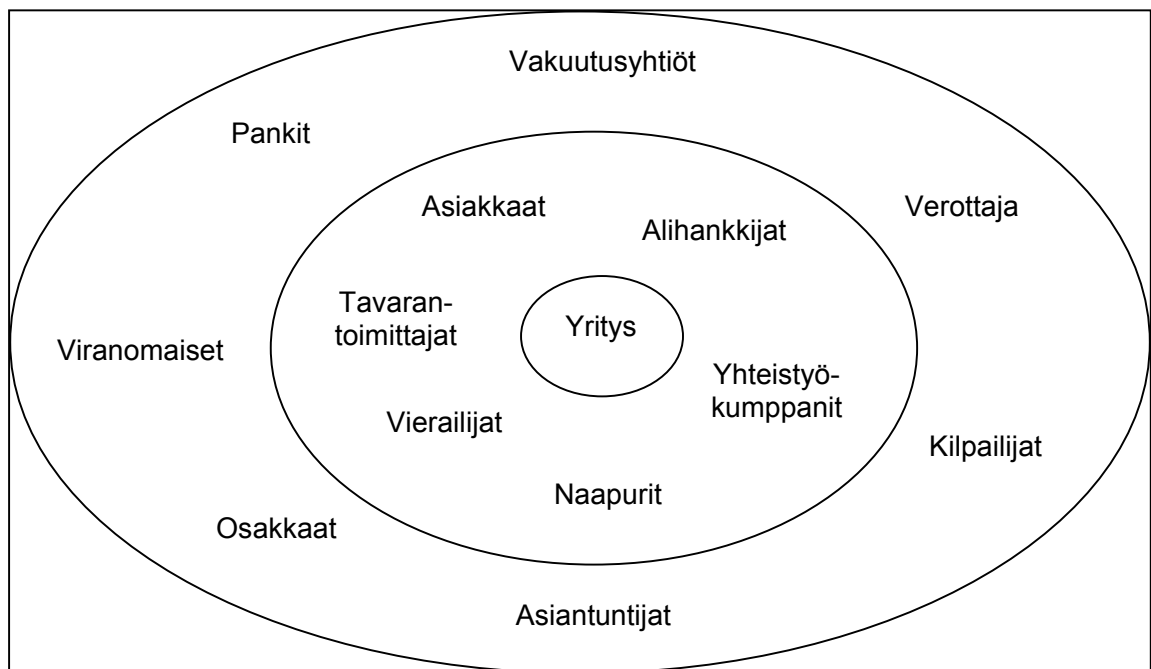 Vakuutusyhtiöt
Pankit
Asiakkaat
Verottaja
Alihankkijat
Tavaran-
toimittajat
Yritys
Viranomaiset
Yhteistyö-
kumppanit
Vierailijat
Kilpailijat
Naapurit
Osakkaat
Asiantuntijat